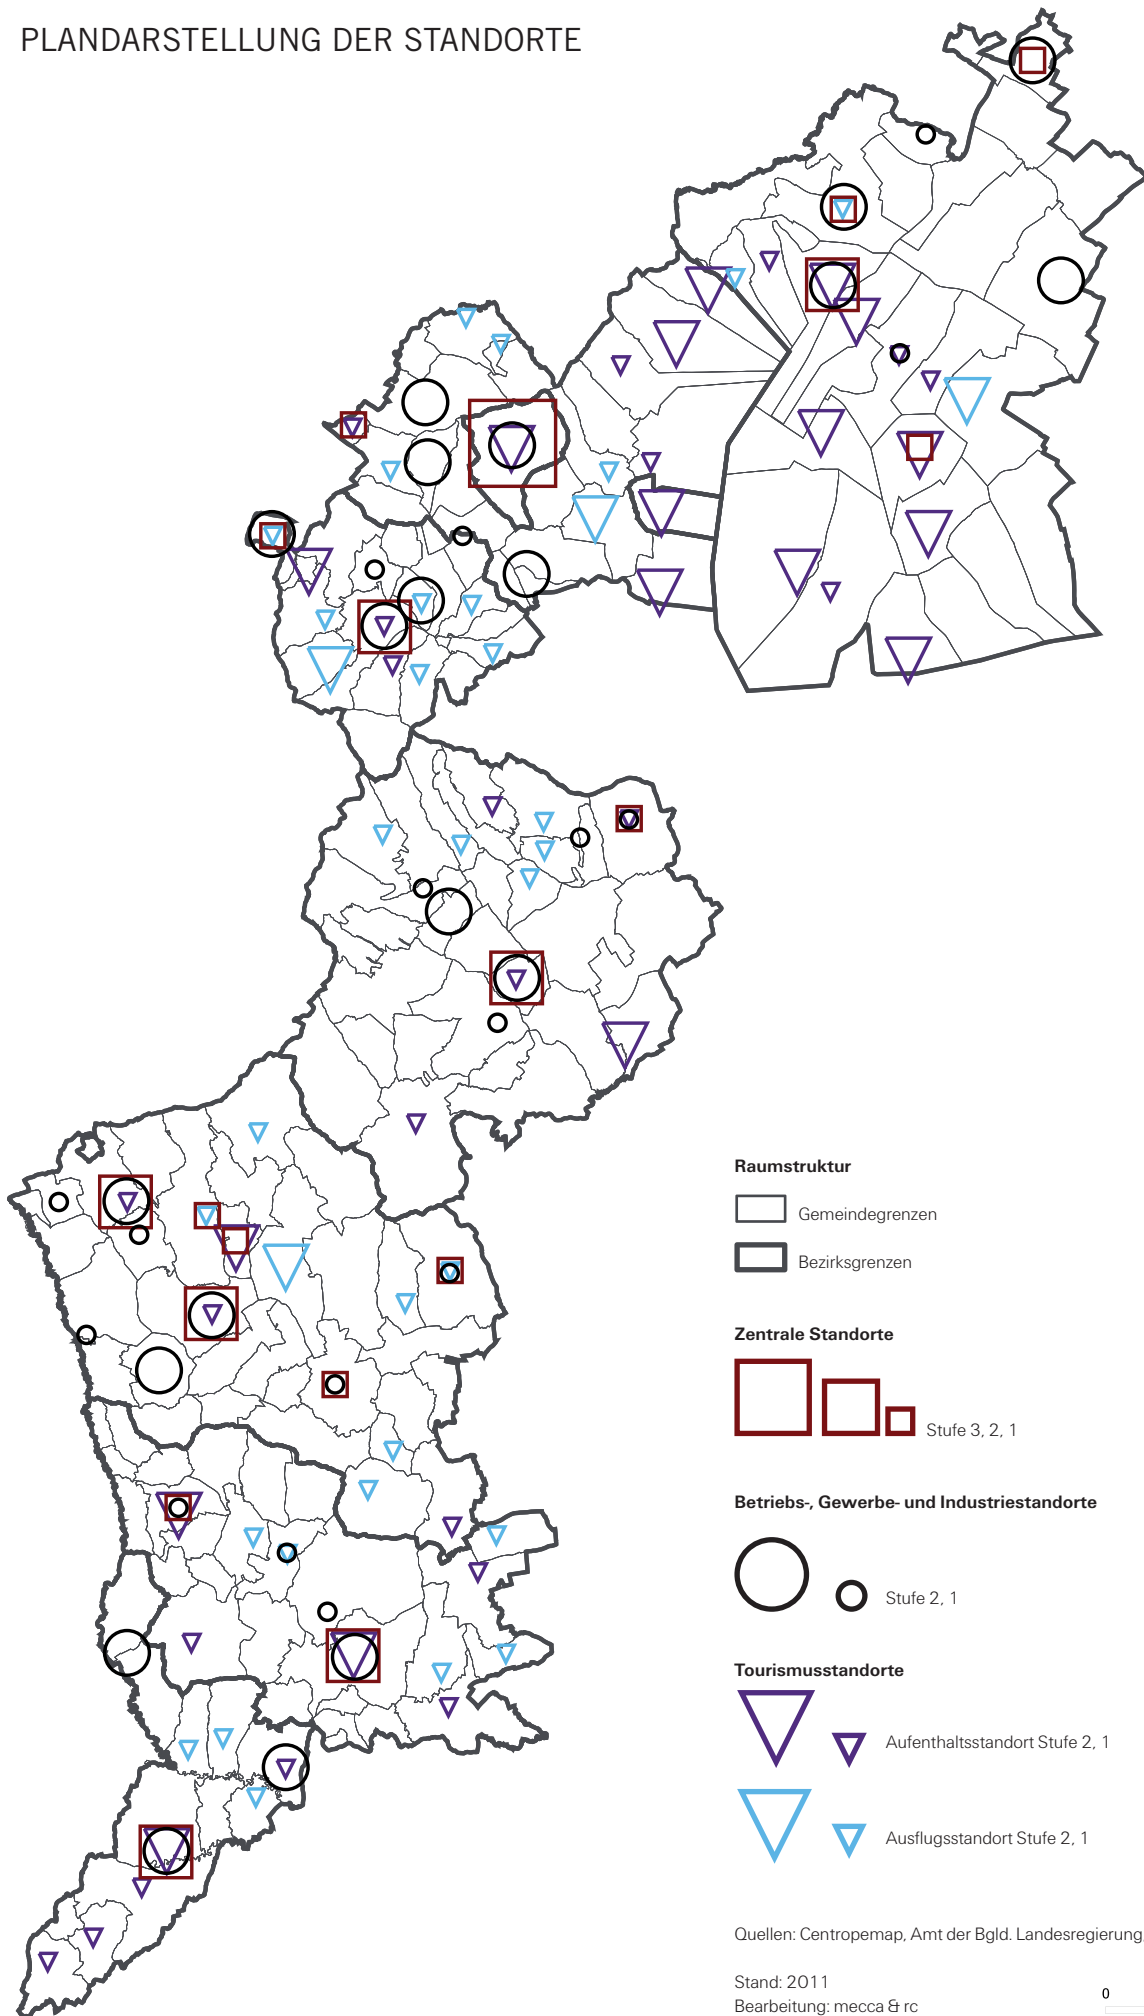 PLANDARSTELLUNG DER STANDORTE
Raumstruktur
Gemeindegrenzen
Bezirksgrenzen
Zentrale Standorte
Stufe 3, 2, 1
Betriebs-, Gewerbe- und Industriestandorte
Stufe 2, 1
Tourismusstandorte
Aufenthaltsstandort Stufe 2, 1
Ausflugsstandort Stufe 2, 1
Quellen: Centropemap, Amt der Bgld. Landesregierung,
Stand: 2011
0
Bearbeitung: mecca & rc